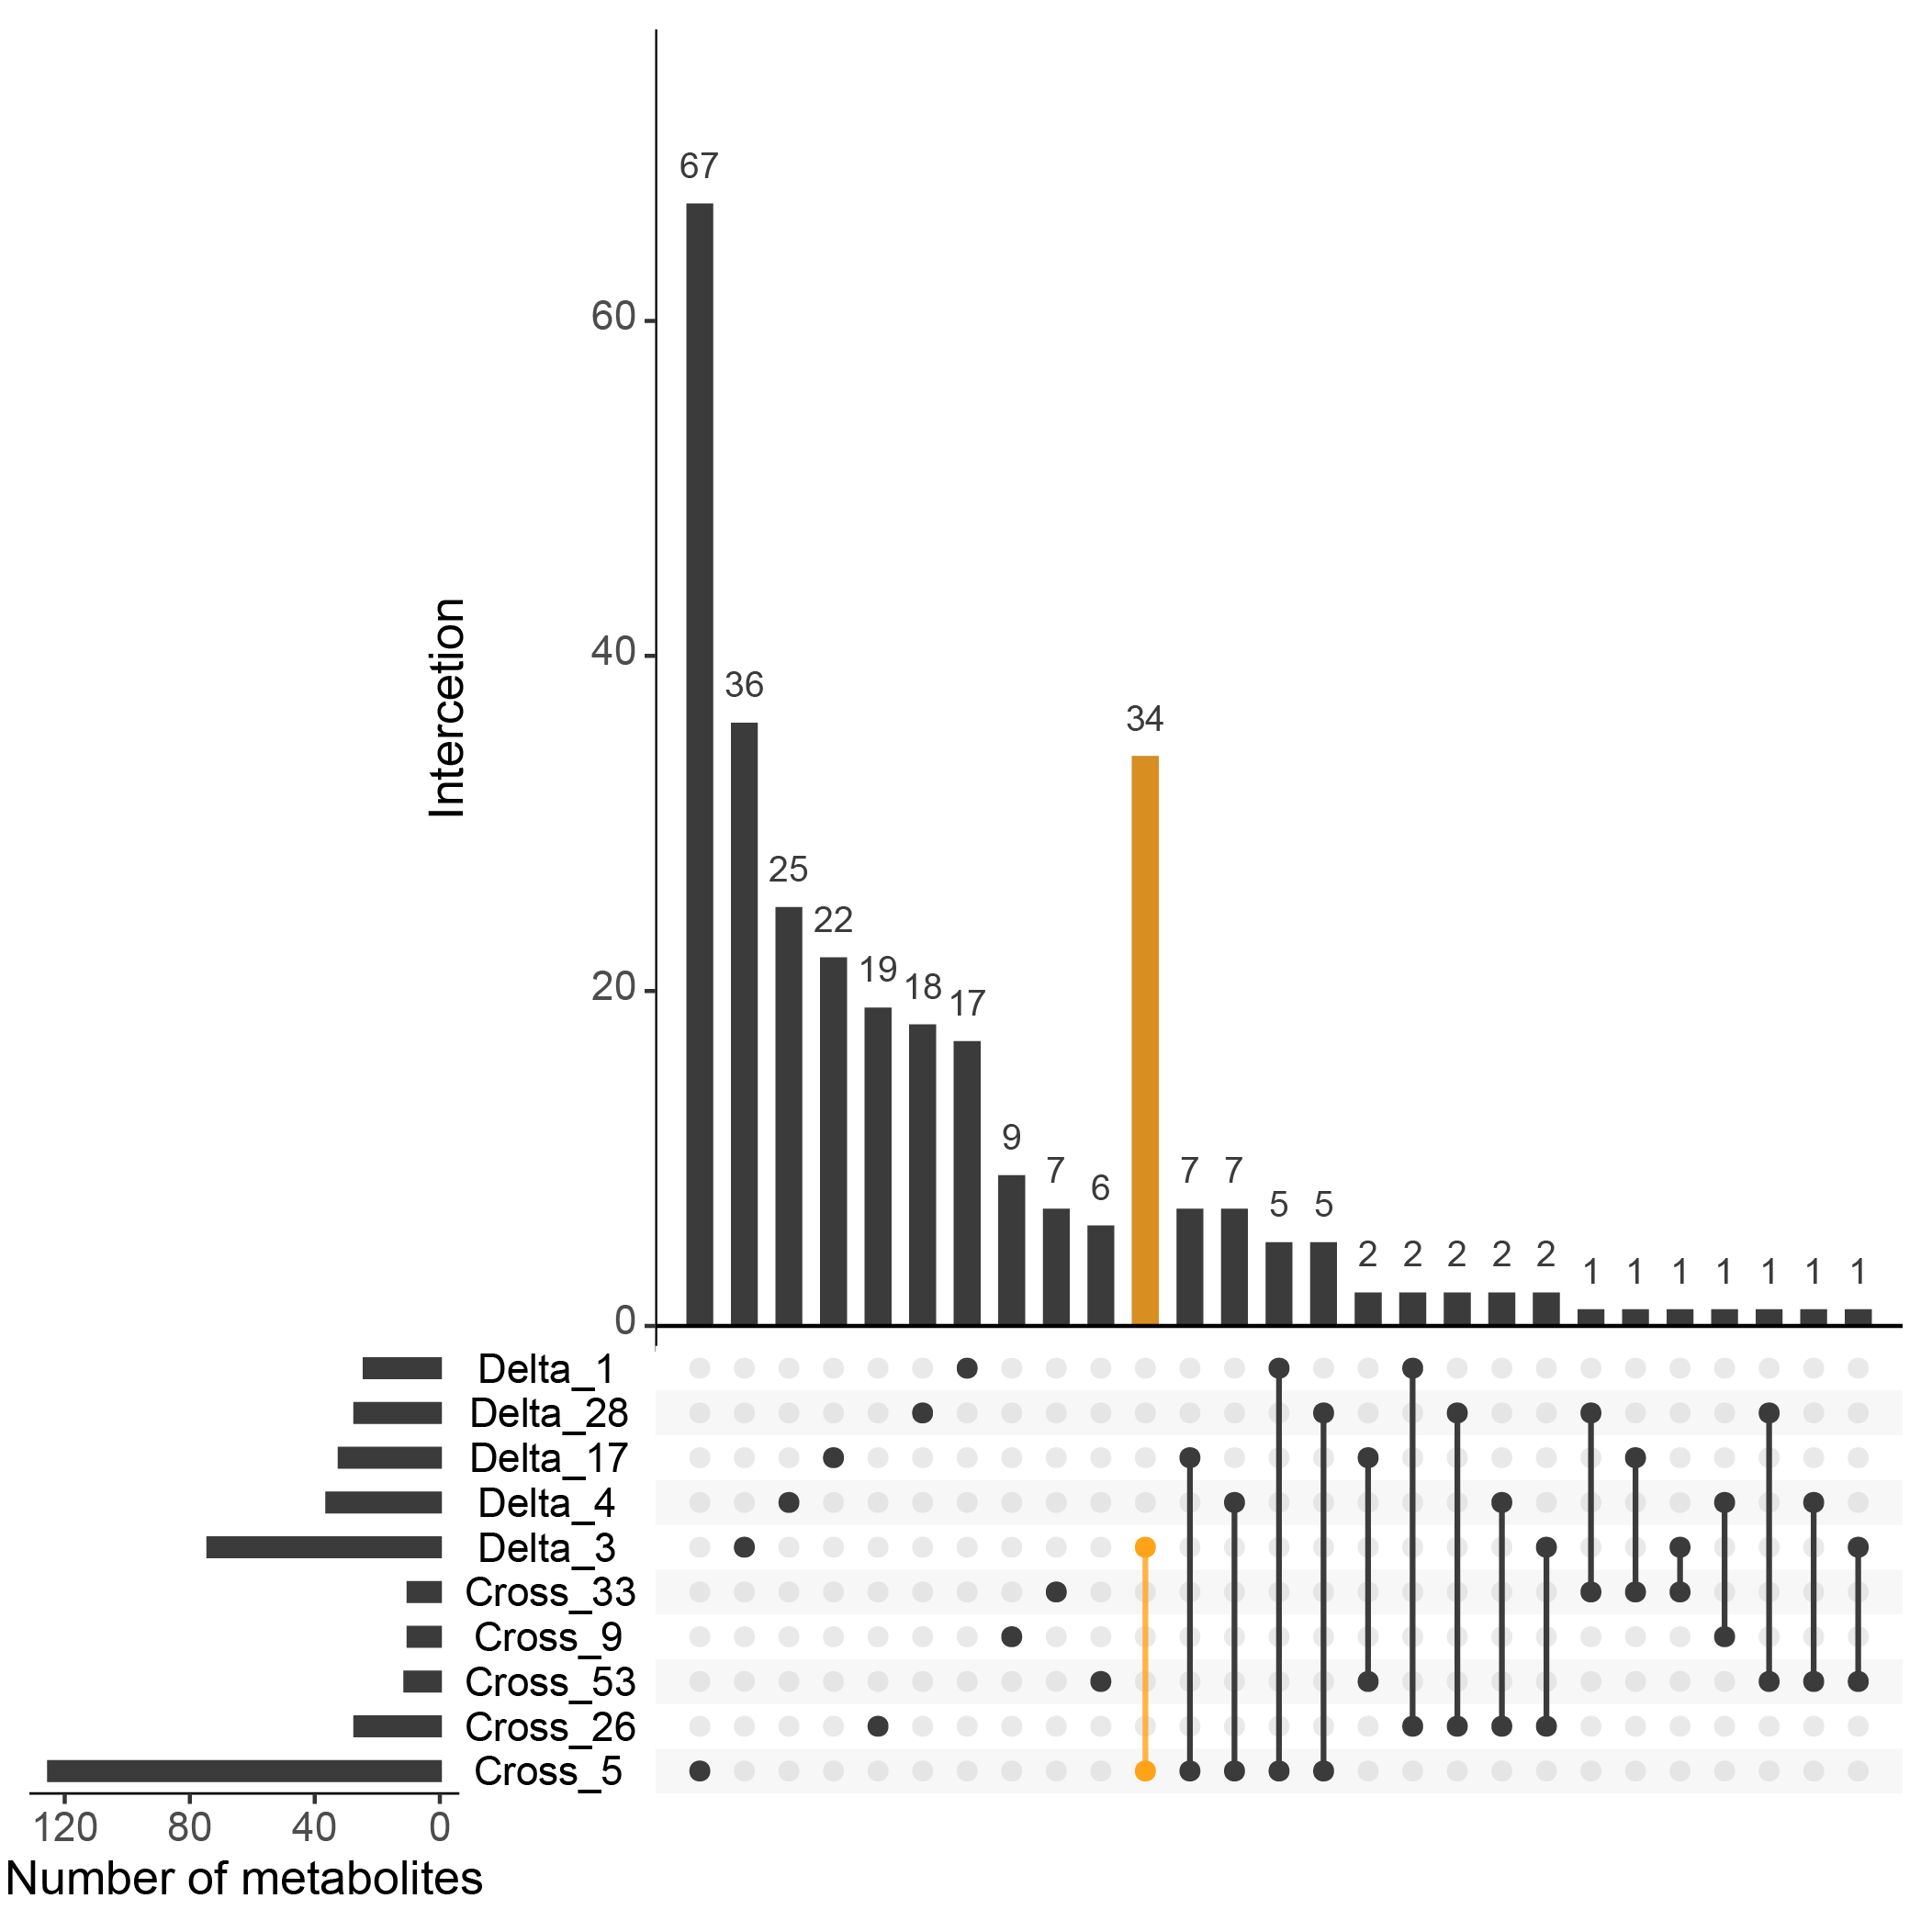 67
60
40
36
34
25
22
20
19
18
17
9
7
6
7
7
5
5
2
2
2
2
2
1
1
1
1
1
1
1
0
Intercetion
Delta_1
Delta_28
Delta_17
Delta_4
Delta_3
Cross_33
Cross_9
Cross_53
Cross_26
Cross_5
120 80 40 0
Number of metabolites